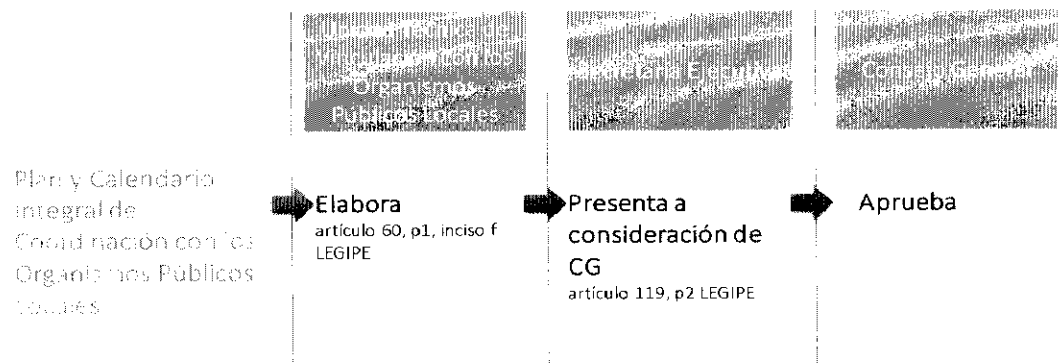 Unidad Técnica de
Vinculación con los
Organismos
Públicos Locales
Secretaría Ejecutiva
Consejo General
Plan y Calendario
integral de
Coordinación con los
Organismos Públicos
Locales
Elabora
artículo 60, p1, inciso f
LEGIPE
Presenta a
consideración de
CG
artículo 119, p2 LEGIPE
Aprueba